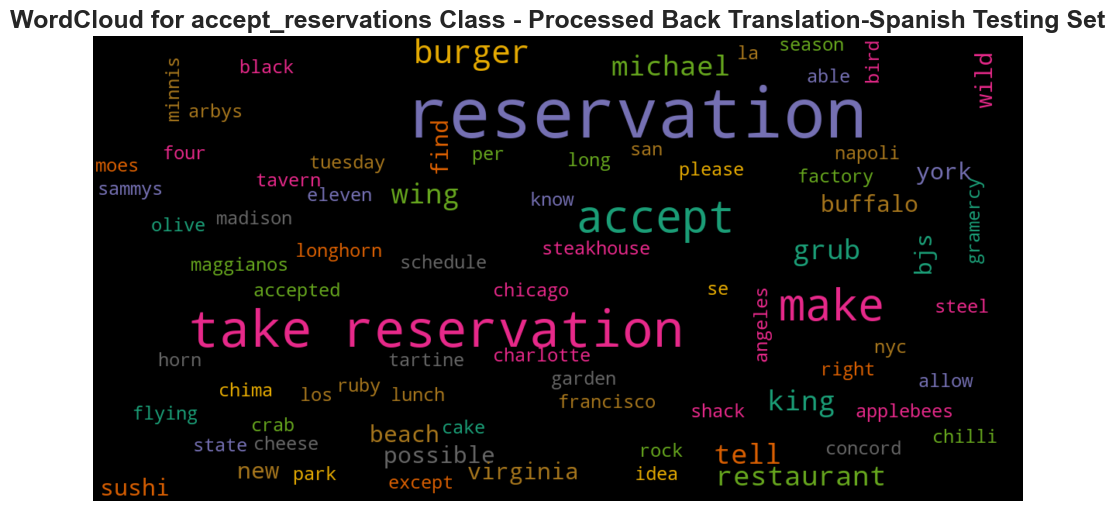 WordCloud for accept_reservations Class - Processed Back Translation-Spanish Testing Set
burger
la
season
bird
michael
able
wild
black
minnis
arbys
reservation
find
four
moes
tuesday
per
long
san
please
napoli
factory
york
sammys
tavern
eleven
wing
know
accept
buffalo
gramercy
olive
madison
longhorn
steakhouse
grub
bjs
maggianos
schedule
accepted
chicago
se
angeles
make
steel
take reservation
horn
tartine
charlotte
nyc
right
chima
los
ruby
lunch
garden
francisco
allow
flying
shack
king
applebees
crab
cake
state
cheese
beach
possible
rock
tell
concord
chilli
sushi
new
park
except
virginia
idea
restaurant